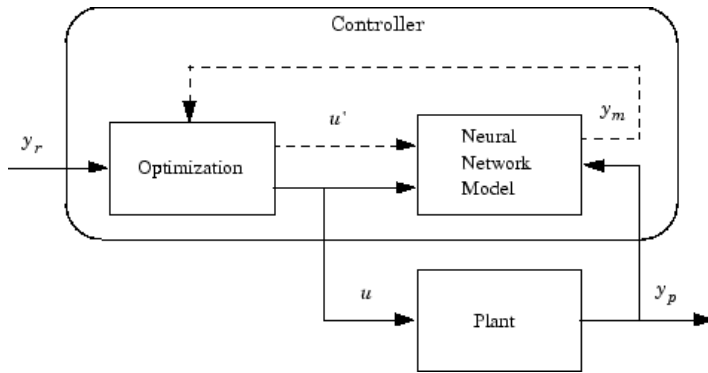 Controller
u'
y_m
y_r
Optimization
Neural
Network
Model
u
Plant
y_p